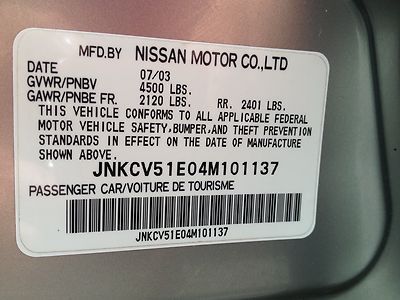 MFD.BY NISSAN MOTOR CO.,LTD
DATE 07/03
GVWR/PNBV 4500 LBS.
GAWR/PNBE FR. 2120 LBS. RR. 2401 LBS.
THIS VEHICLE CONFORMS TO ALL APPLICABLE FEDERAL
MOTOR VEHICLE SAFETY,BUMPER,AND THEFT PREVENTION
STANDARDS IN EFFECT ON THE DATE OF MANUFACTURE
SHOWN ABOVE.
JNKCV51E04M101137
PASSENGER CAR/VOITURE DE TOURISME
JNKCV51E04M101137